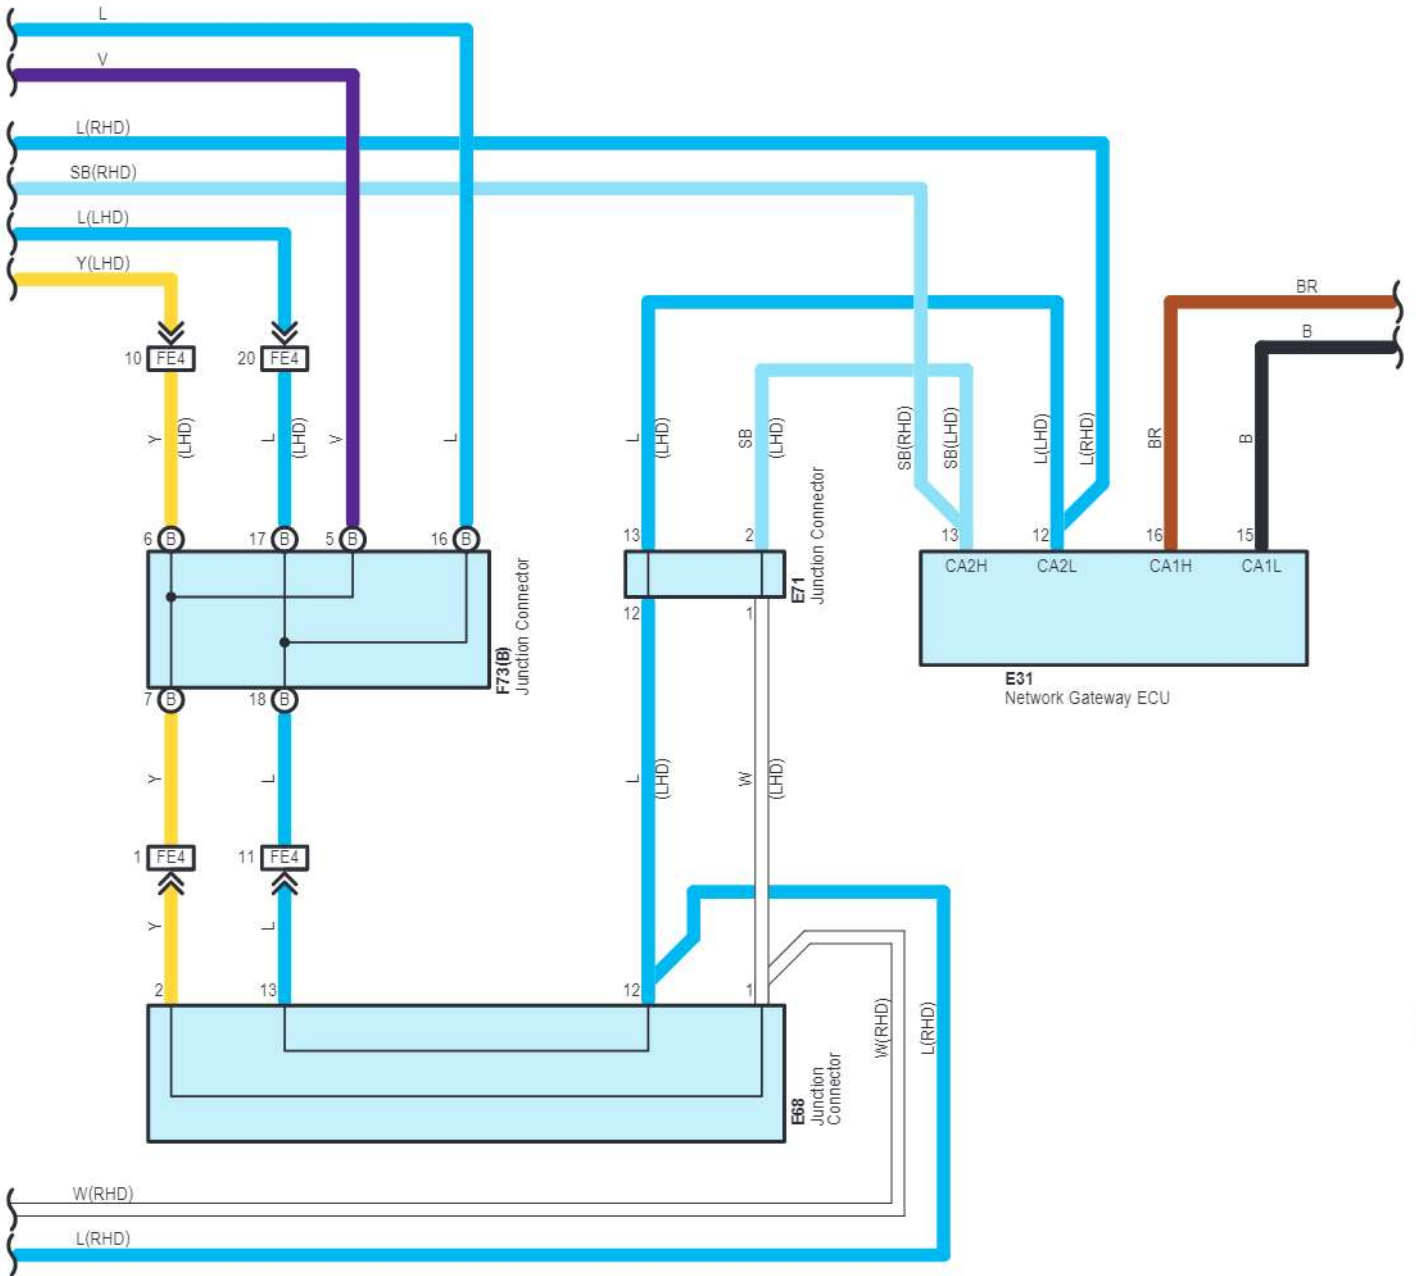 L
V
L(RHD)
SB(RHD)
L(LHD)
Y(LHD)
BR
B
10 FE4
20 FE4
Y
(LHD)
L
(LHD)
V
L
L
(LHD)
SB
(LHD)
SB(RHD)
SB(LHD)
L(LHD)
L(RHD)
BR
B
6 B
17 B
5 B
16 B
13
2
13
12
16
15
CA2H
CA2L
CA1H
CA1L
E71
Junction Connector
12
1
F73(B)
Junction Connector
E31
Network Gateway ECU
7 B
18 B
Y
L
L
(LHD)
W
(LHD)
1 FE4
11 FE4
Y
L
2
13
12
1
W(RHD)
L(RHD)
E68
Junction
Connector
W(RHD)
L(RHD)